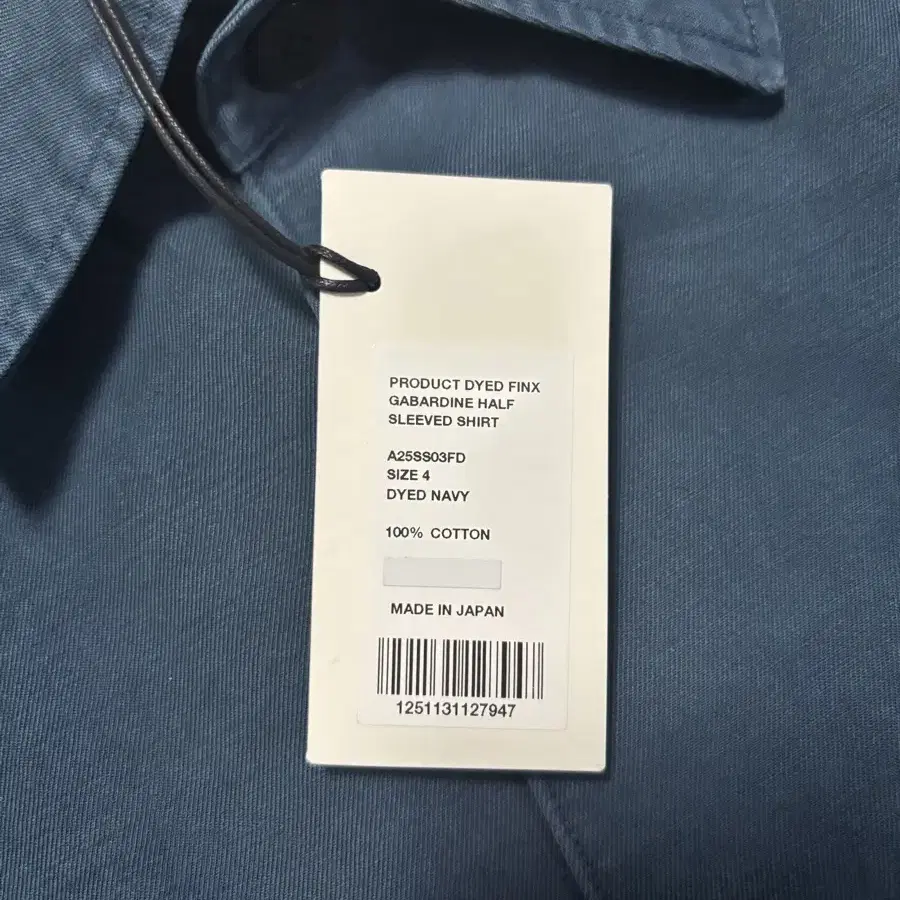 PRODUCT DYED FINX
GABARDINE HALF
SLEEVED SHIRT
A25SS03FD
SIZE 4
DYED NAVY
100% COTTON
MADE IN JAPAN
1251131127947